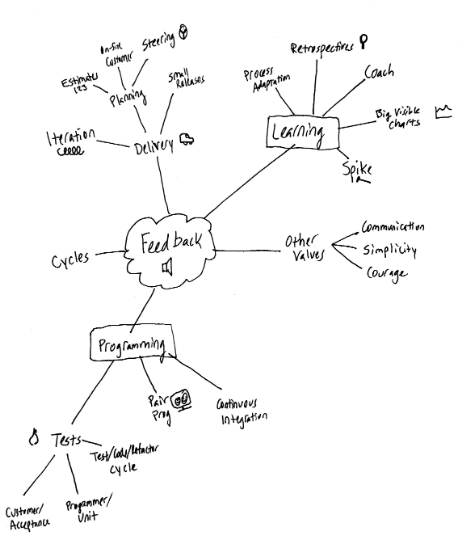 On-Site
Customer
Steering
Estimates
123
Planning
Small
Releases
Iteration
Delivery
Retrospectives
Process
Adaptation
Coach
Learning
Big Visible
Charts
Spike
Cycles
Feedback
Other
Values
Communication
Simplicity
Courage
Programming
Pair
Prog
Continuous
Integration
Tests
Test/Code/Refactor
Cycle
Customer/
Acceptance
Programmer/
Unit